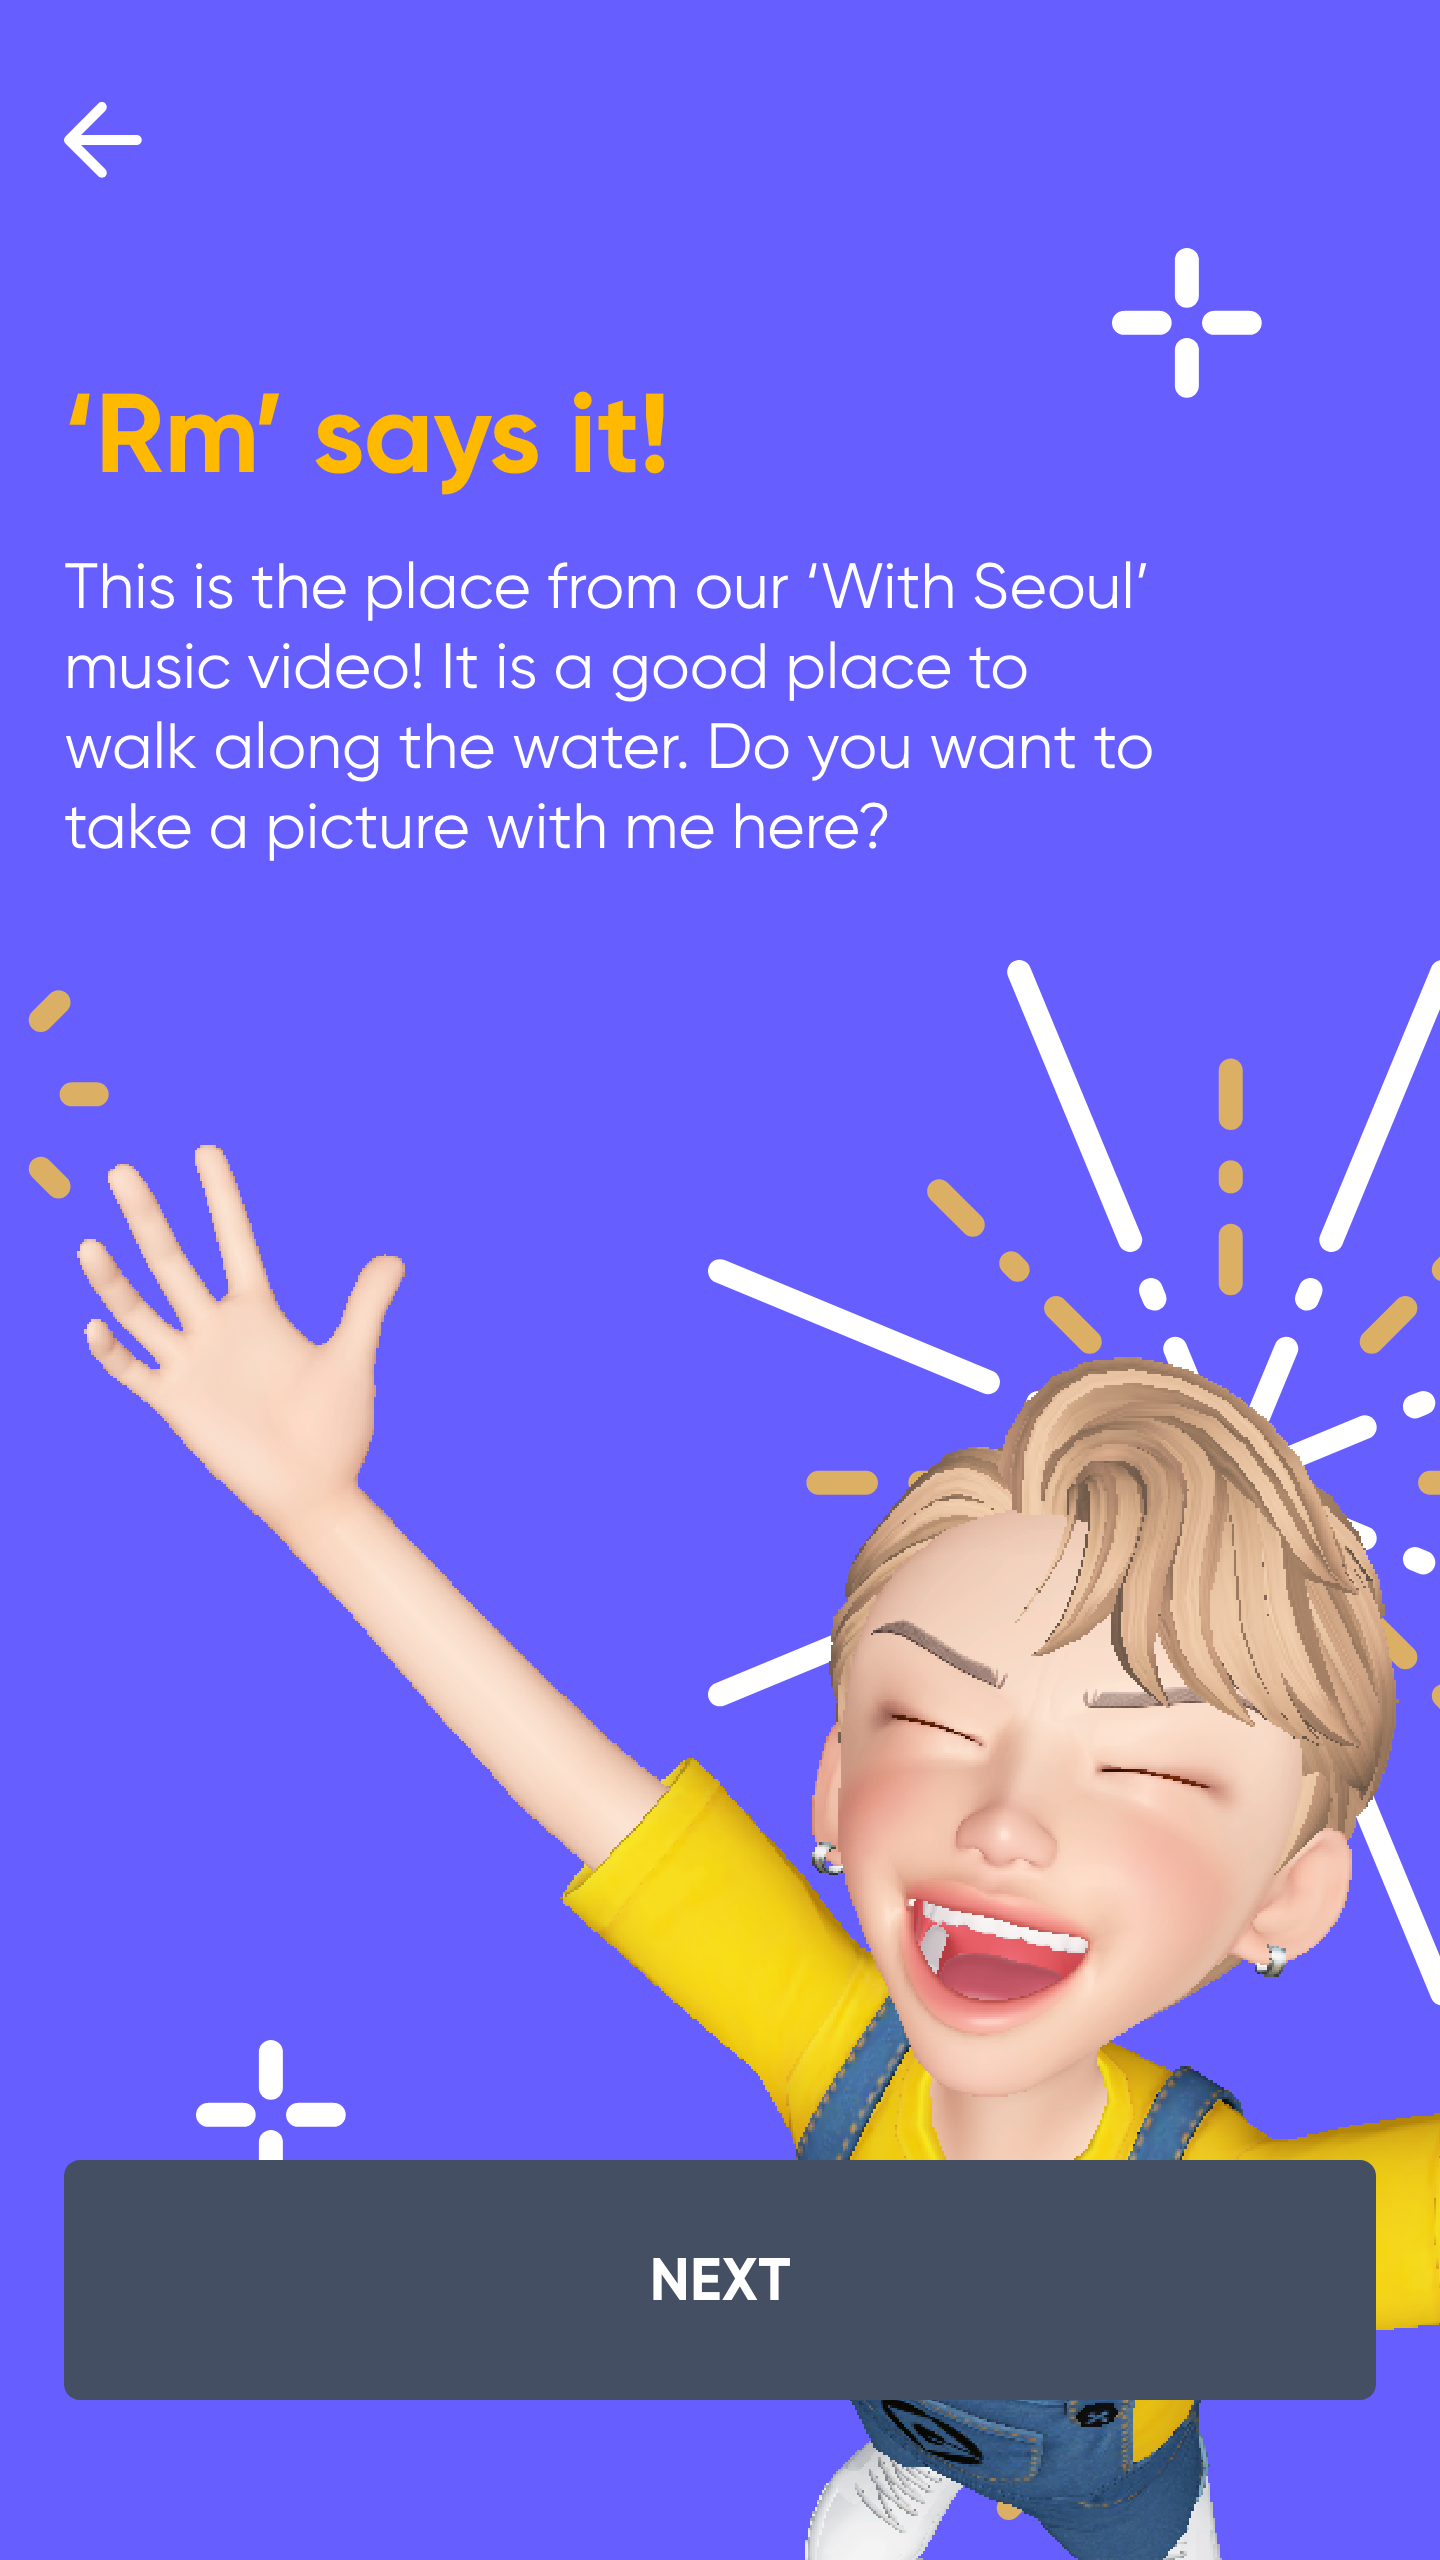 ‘Rm’ says it!
This is the place from our ‘With Seoul’
music video! It is a good place to
walk along the water. Do you want to
take a picture with me here?
NEXT